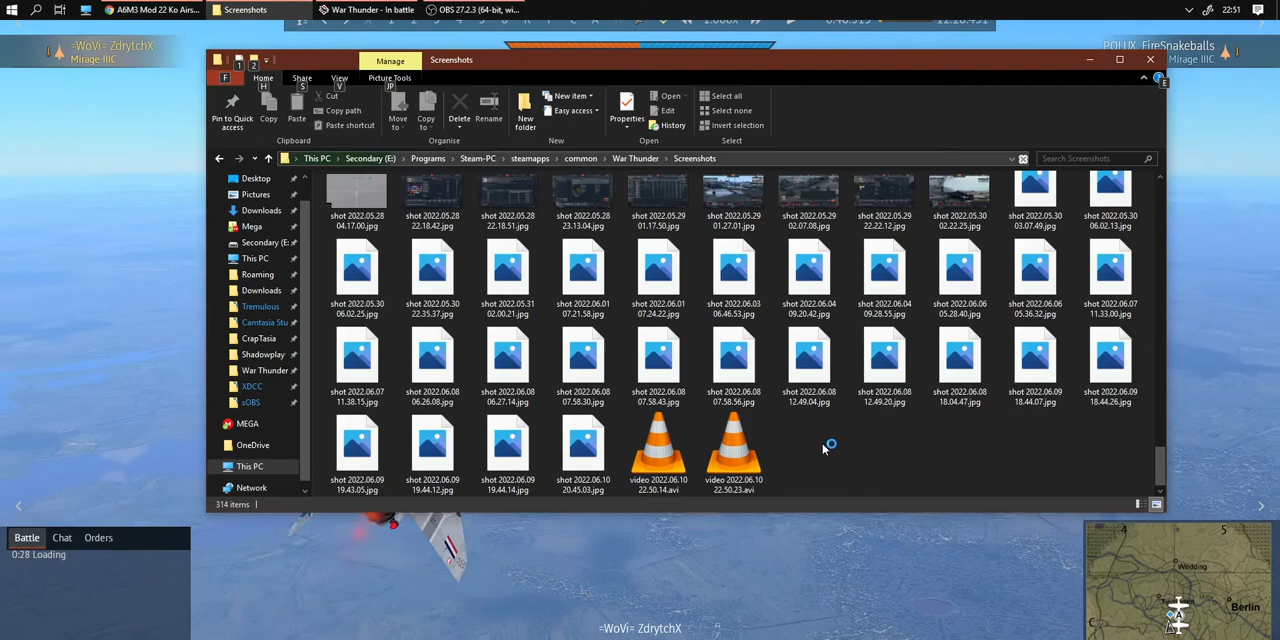 A6M3 Mod 22 Ko Airs...
Screenshots
War Thunder - In battle
OBS 27.2.3 (64-bit, w...
22:51
=WoVi= ZdrytchX
Mirage IIIC
POLUX_FireSnakeballs
Mirage IIIC
1 2
Manage
Screenshots
F
Home Share View Picture Tools
H S V JP E
Pin to Quick access
Copy
Paste
Cut
Copy path
Paste shortcut
Clipboard
Move to
Copy to
Delete
Rename
Organise
New folder
New item
Easy access
New
Properties
Open
Edit
History
Open
Select all
Select none
Invert selection
Select
This PC > Secondary (E:) > Programs > Steam-PC > steamapps > common > War Thunder > Screenshots
Search Screenshots
Desktop
Pictures
Downloads
Mega
Secondary (E:
This PC
Roaming
Downloads
Tremulous
Camtasia Stu
CrapTasia
Shadowplay
War Thunder
XDCC
sOBS
MEGA
OneDrive
This PC
Network
shot 2022.05.28 04.17.00.jpg
shot 2022.05.28 22.18.42.jpg
shot 2022.05.28 22.18.51.jpg
shot 2022.05.28 23.13.04.jpg
shot 2022.05.29 01.17.50.jpg
shot 2022.05.29 01.27.01.jpg
shot 2022.05.29 02.07.08.jpg
shot 2022.05.29 22.22.12.jpg
shot 2022.05.30 02.22.25.jpg
shot 2022.05.30 03.07.49.jpg
shot 2022.05.30 06.02.13.jpg
shot 2022.05.30 06.02.25.jpg
shot 2022.05.30 22.35.37.jpg
shot 2022.05.31 02.00.21.jpg
shot 2022.06.01 07.21.58.jpg
shot 2022.06.01 07.24.22.jpg
shot 2022.06.03 06.46.53.jpg
shot 2022.06.04 09.20.42.jpg
shot 2022.06.04 09.28.55.jpg
shot 2022.06.06 05.28.40.jpg
shot 2022.06.06 05.36.32.jpg
shot 2022.06.07 11.33.00.jpg
shot 2022.06.07 11.38.15.jpg
shot 2022.06.08 06.26.08.jpg
shot 2022.06.08 06.27.14.jpg
shot 2022.06.08 07.58.30.jpg
shot 2022.06.08 07.58.43.jpg
shot 2022.06.08 07.58.56.jpg
shot 2022.06.08 12.49.04.jpg
shot 2022.06.08 12.49.20.jpg
shot 2022.06.08 18.04.47.jpg
shot 2022.06.09 18.44.07.jpg
shot 2022.06.09 18.44.26.jpg
shot 2022.06.09 19.43.05.jpg
shot 2022.06.09 19.44.12.jpg
shot 2022.06.09 19.44.14.jpg
shot 2022.06.10 20.45.03.jpg
video 2022.06.10 22.50.14.avi
video 2022.06.10 22.50.23.avi
314 items
Battle Chat Orders
0:28 Loading
=WoVi= ZdrytchX
4 5
Wedding
Berlin
A
C